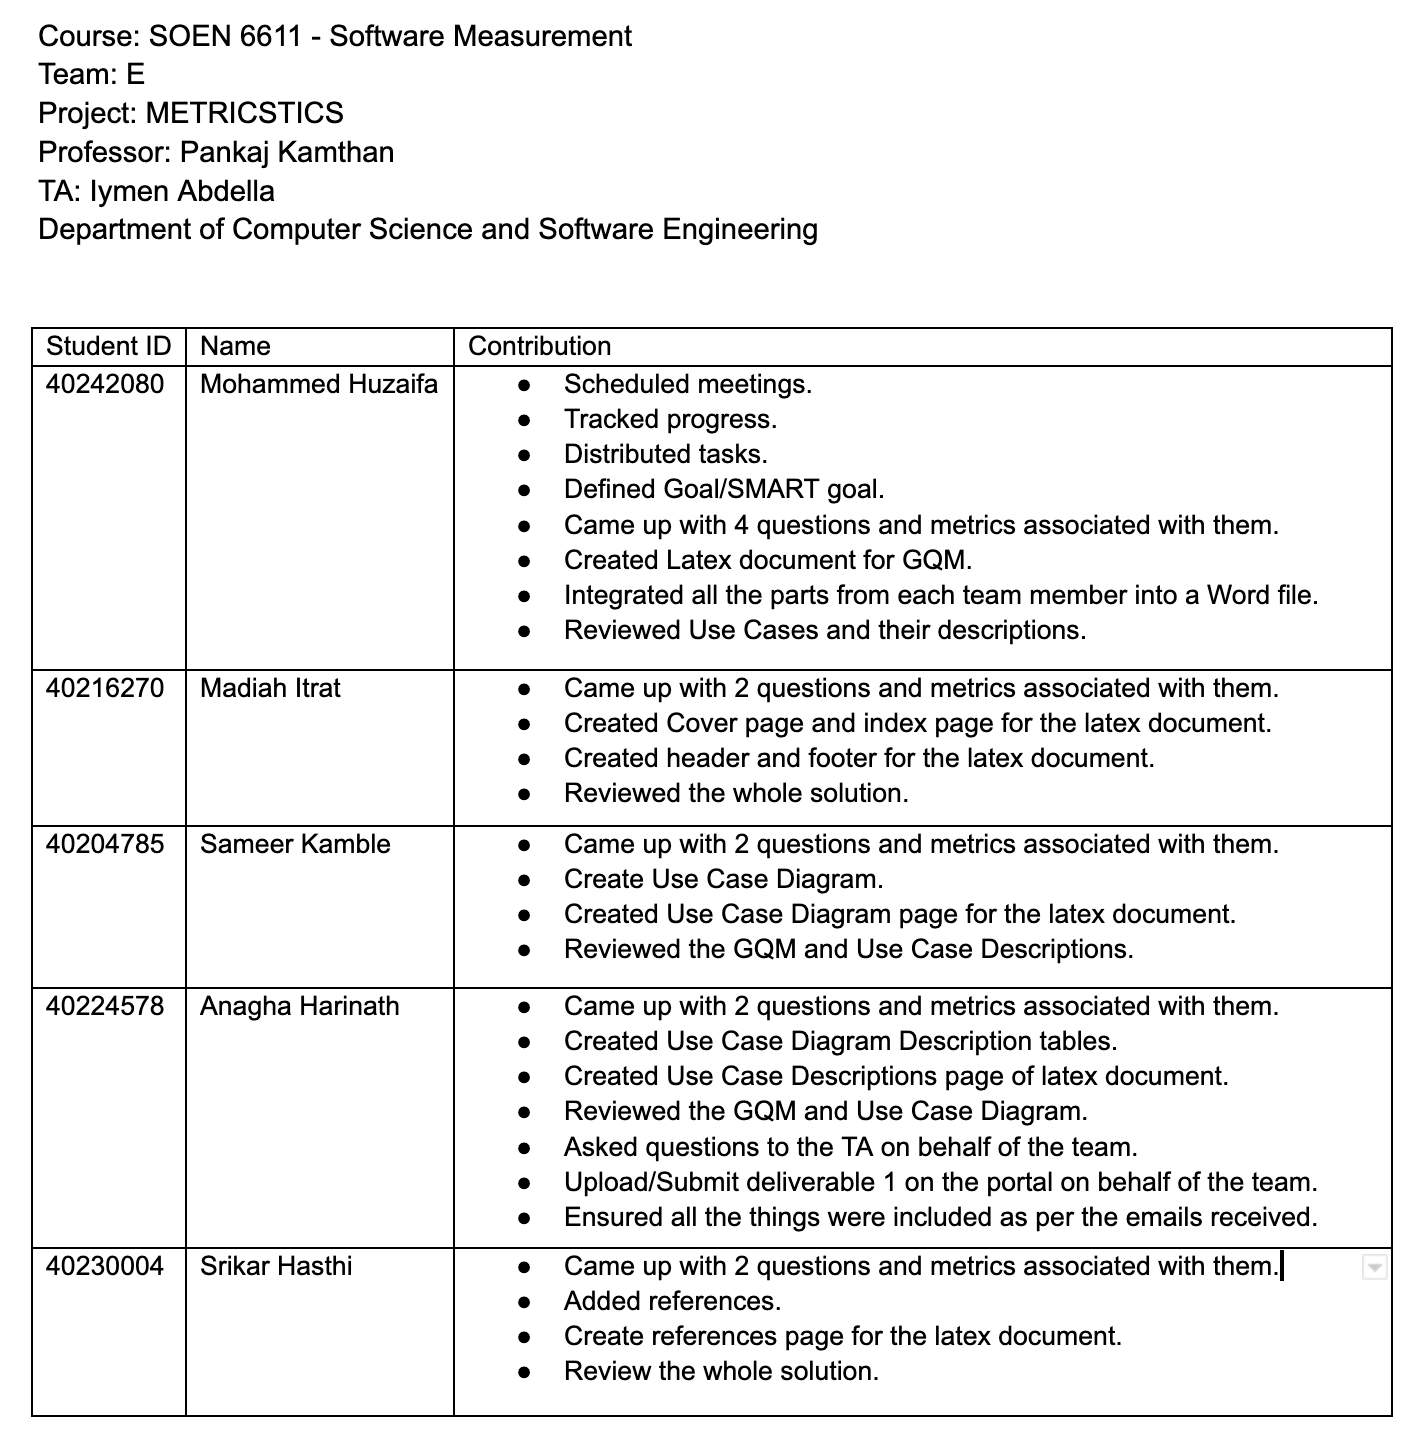 Course: SOEN 6611 - Software Measurement
Team: E
Project: METRICSTICS
Professor: Pankaj Kamthan
TA: Iymen Abdella
Department of Computer Science and Software Engineering
Student ID Name Contribution
40242080 Mohammed Huzaifa ● Scheduled meetings.
● Tracked progress.
● Distributed tasks.
● Defined Goal/SMART goal.
● Came up with 4 questions and metrics associated with them.
● Created Latex document for GQM.
● Integrated all the parts from each team member into a Word file.
● Reviewed Use Cases and their descriptions.
40216270 Madiah Itrat ● Came up with 2 questions and metrics associated with them.
● Created Cover page and index page for the latex document.
● Created header and footer for the latex document.
● Reviewed the whole solution.
40204785 Sameer Kamble ● Came up with 2 questions and metrics associated with them.
● Create Use Case Diagram.
● Created Use Case Diagram page for the latex document.
● Reviewed the GQM and Use Case Descriptions.
40224578 Anagha Harinath ● Came up with 2 questions and metrics associated with them.
● Created Use Case Diagram Description tables.
● Created Use Case Descriptions page of latex document.
● Reviewed the GQM and Use Case Diagram.
● Asked questions to the TA on behalf of the team.
● Upload/Submit deliverable 1 on the portal on behalf of the team.
● Ensured all the things were included as per the emails received.
40230004 Srikar Hasthi ● Came up with 2 questions and metrics associated with them.
● Added references.
● Create references page for the latex document.
● Review the whole solution.